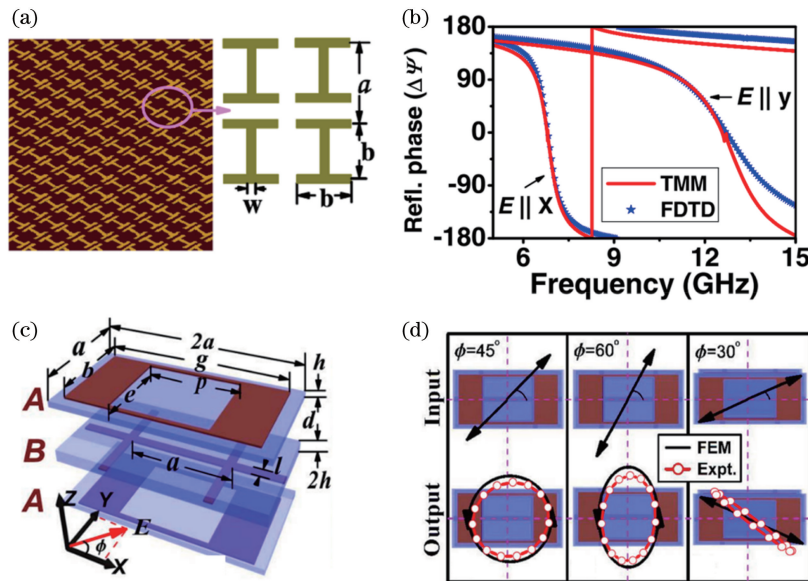 (a)
a
b
w
b
(b)
Refl. phase (ΔΨ)
180
90
0
-90
-180
E || y
E || X
TMM
FDTD
6
9
12
15
Frequency (GHz)
(c)
2a
a
g
h
b
p
e
A
d
B
a
l
2h
A
Z
Y
E
ϕ
X
(d)
ϕ=45°
ϕ=60°
ϕ=30°
Input
FEM
Expt.
Output